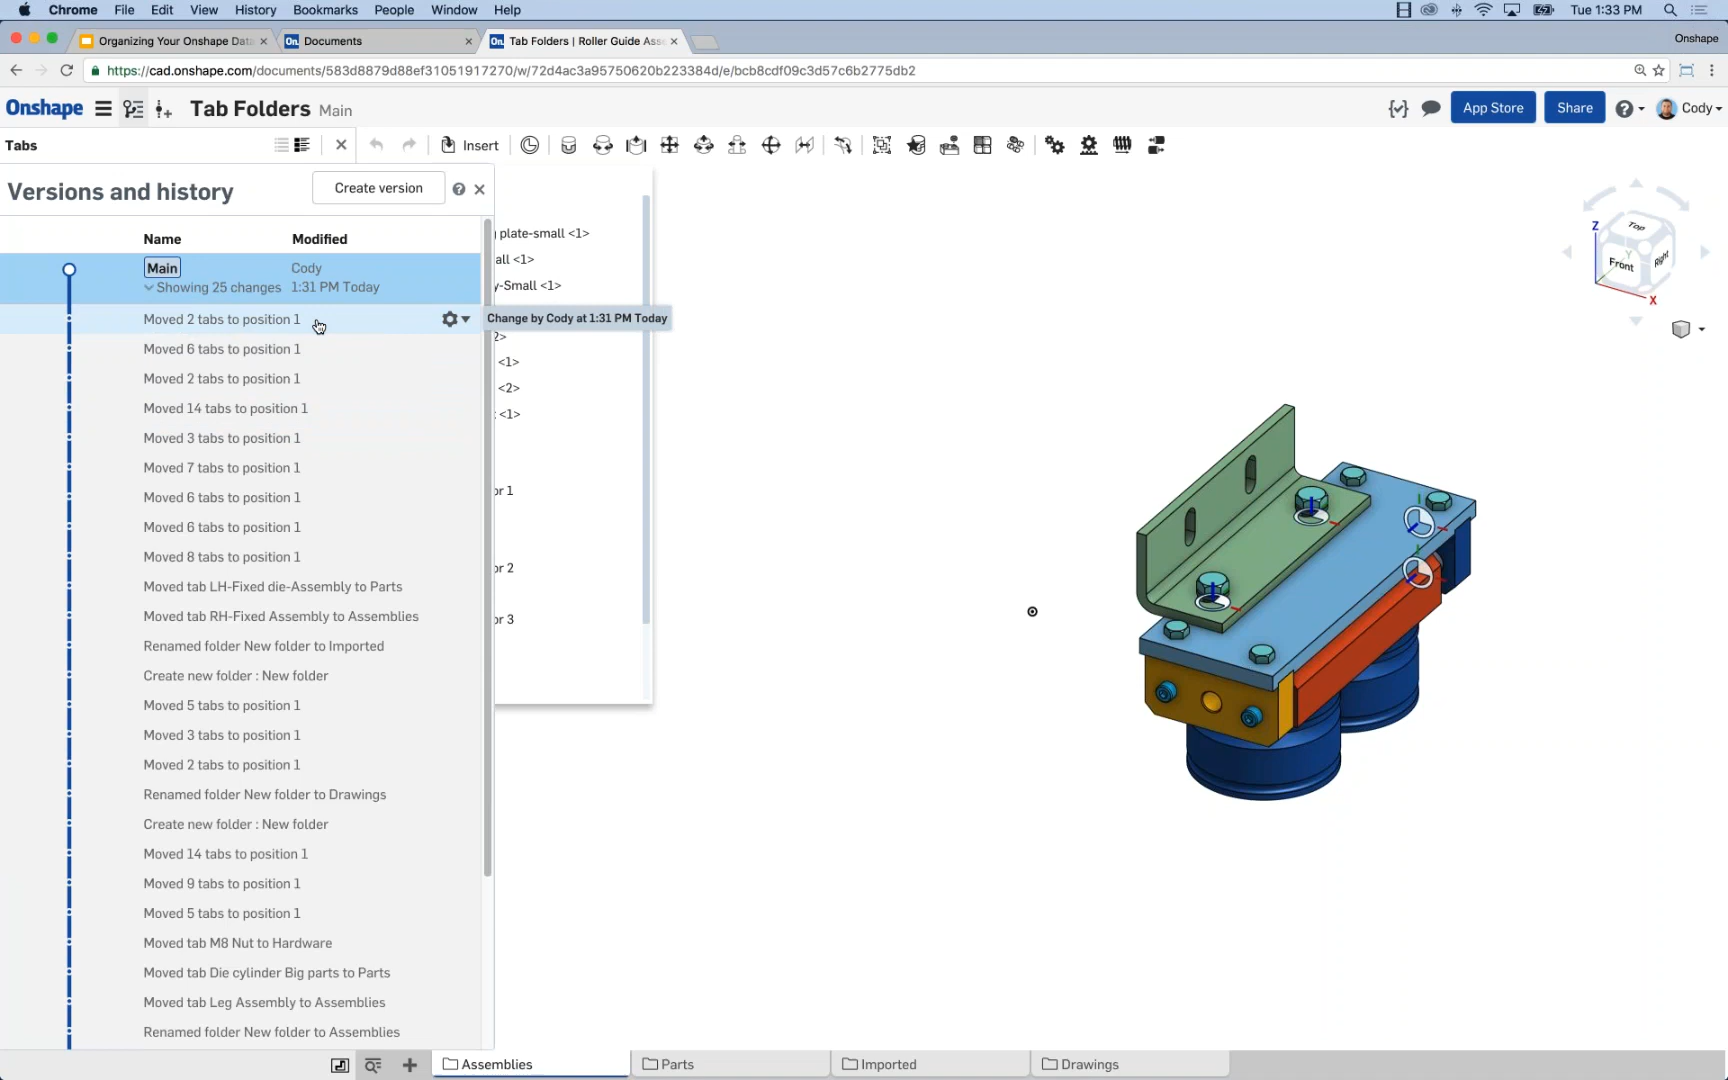 Chrome File Edit View History Bookmarks People Window Help Tue 1:33 PM
Organizing Your Onshape Dat Documents Tab Folders | Roller Guide Ass Onshape
https://cad.onshape.com/documents/583d8879d88ef31051917270/w/72d4ac3a95750620b223384d/e/bcb8cdf09c3d57c6b2775db2
Onshape Tab Folders Main App Store Share Cody
Tabs Insert
Versions and history Create version
Name Modified
Main Cody
Showing 25 changes 1:31 PM Today
Moved 2 tabs to position 1
Change by Cody at 1:31 PM Today
Moved 6 tabs to position 1
Moved 2 tabs to position 1
Moved 14 tabs to position 1
Moved 3 tabs to position 1
Moved 7 tabs to position 1
Moved 6 tabs to position 1
Moved 6 tabs to position 1
Moved 8 tabs to position 1
Moved tab LH-Fixed die-Assembly to Parts
Moved tab RH-Fixed Assembly to Assemblies
Renamed folder New folder to Imported
Create new folder : New folder
Moved 5 tabs to position 1
Moved 3 tabs to position 1
Moved 2 tabs to position 1
Renamed folder New folder to Drawings
Create new folder : New folder
Moved 14 tabs to position 1
Moved 9 tabs to position 1
Moved 5 tabs to position 1
Moved tab M8 Nut to Hardware
Moved tab Die cylinder Big parts to Parts
Moved tab Leg Assembly to Assemblies
Renamed folder New folder to Assemblies
plate-small <1>
all <1>
y-Small <1>
2>
<1>
<2>
<1>
or 1
or 2
or 3
Z
Top
Y
Front Right
X
Assemblies Parts Imported Drawings